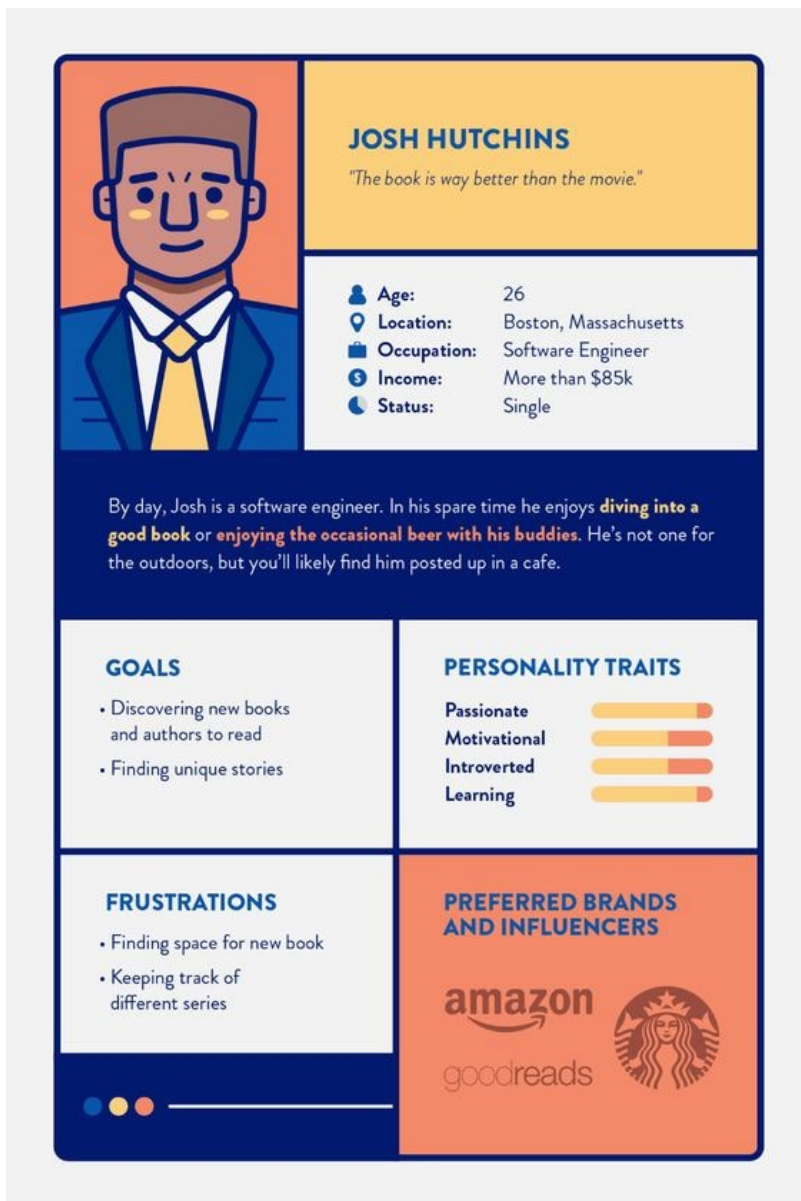 JOSH HUTCHINS
"The book is way better than the movie."
Age: 26
Location: Boston, Massachusetts
Occupation: Software Engineer
Income: More than $85k
Status: Single
By day, Josh is a software engineer. In his spare time he enjoys diving into a
good book or enjoying the occasional beer with his buddies. He's not one for
the outdoors, but you'll likely find him posted up in a cafe.
GOALS
• Discovering new books
and authors to read
• Finding unique stories
PERSONALITY TRAITS
Passionate
Motivational
Introverted
Learning
FRUSTRATIONS
• Finding space for new book
• Keeping track of
different series
PREFERRED BRANDS
AND INFLUENCERS
amazon
goodreads